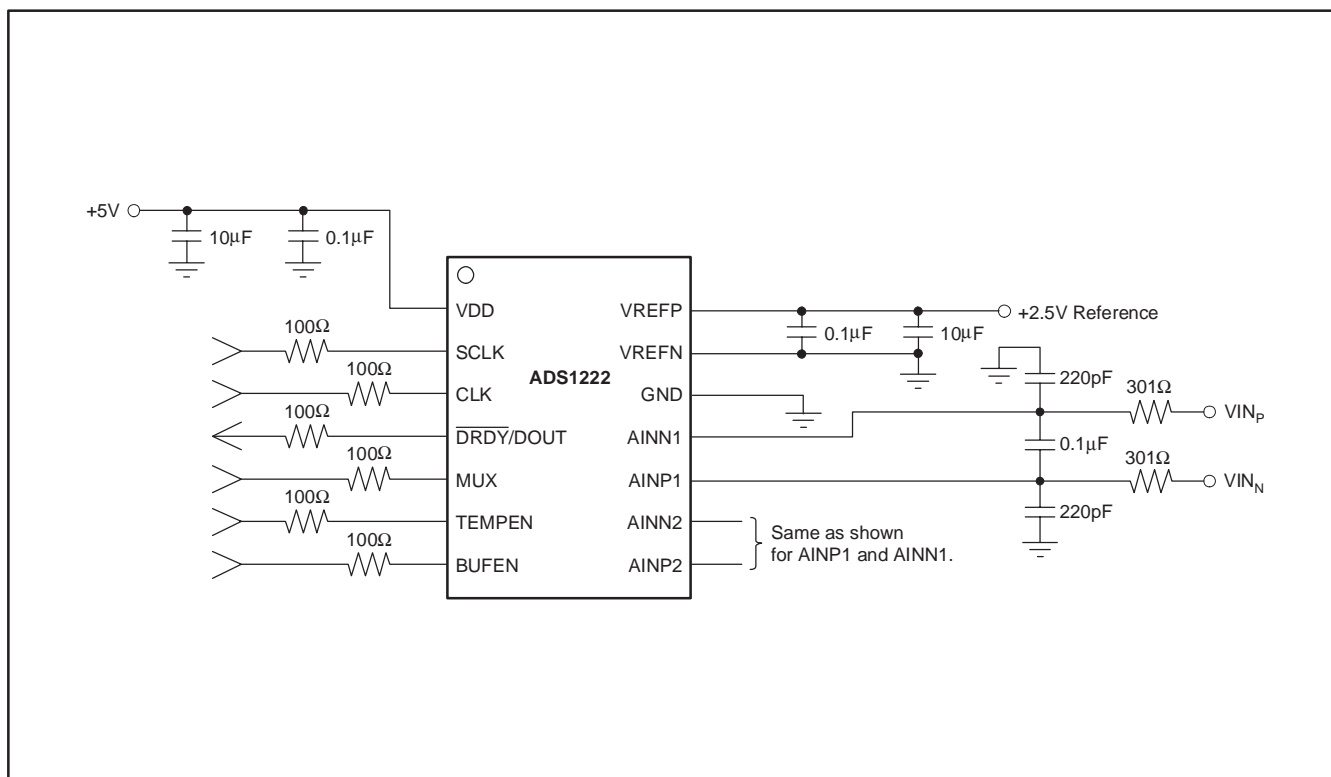 +5V
10μF
0.1μF
100Ω
100Ω
100Ω
100Ω
100Ω
100Ω
VDD
SCLK
CLK
DRDY/DOUT
MUX
TEMPEN
BUFEN
ADS1222
VREFP
VREFN
GND
AINN1
AINP1
AINN2
AINP2
0.1μF
10μF
+2.5V Reference
220pF
301Ω
VINP
0.1μF
301Ω
VINN
220pF
Same as shown
for AINP1 and AINN1.